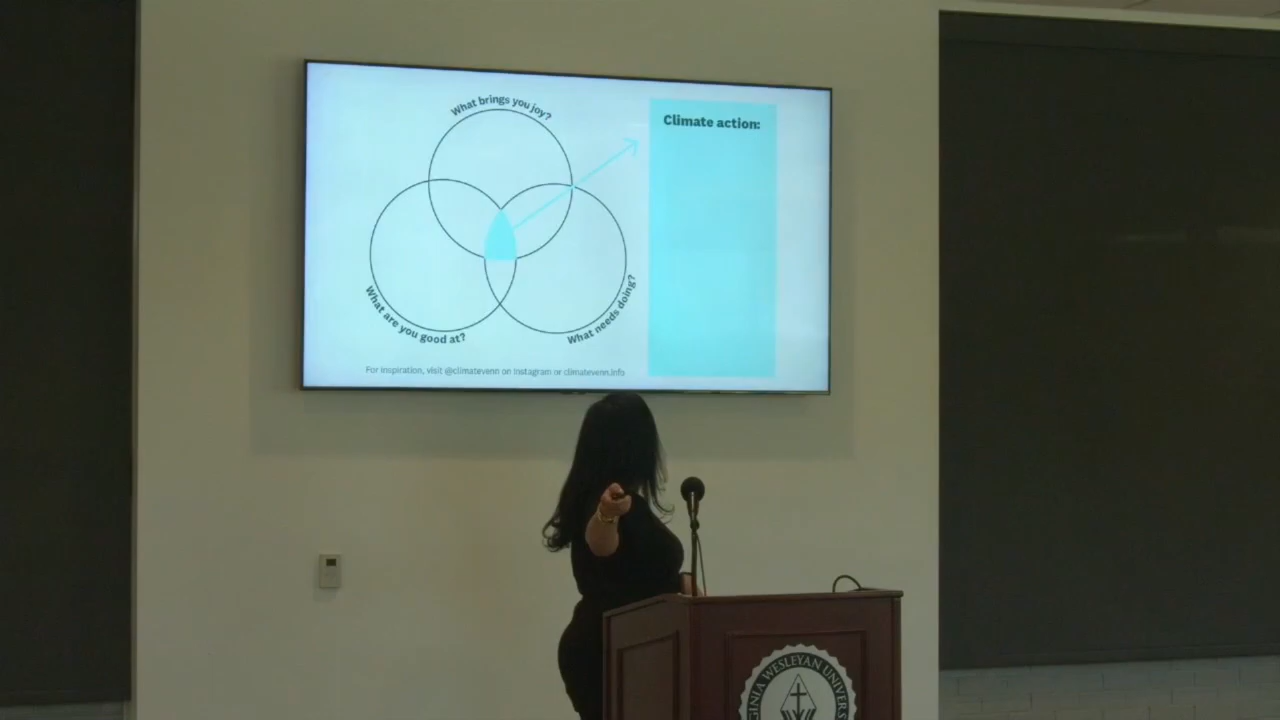 What brings you joy?
Climate action:
What are you good at?
What needs doing?
For inspiration, visit @climatevenn on Instagram or climatevenn.info
WESLEYAN